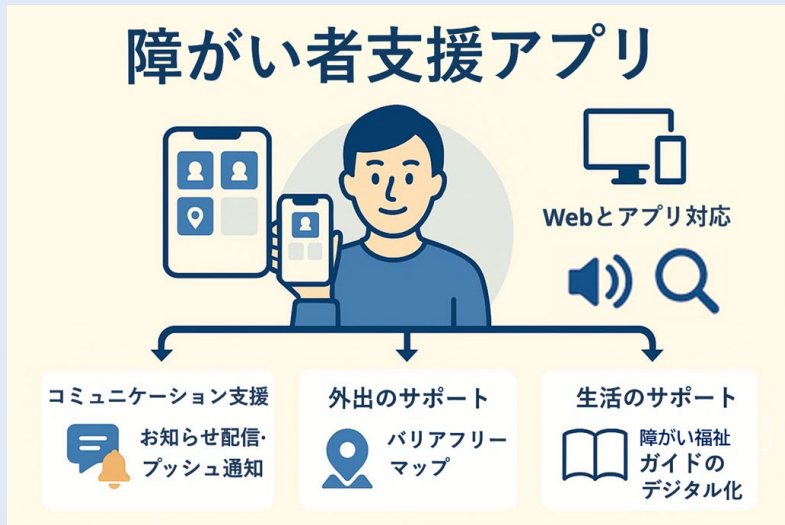 障がい者支援アプリ
Webとアプリ対応
コミュニケーション支援
お知らせ配信・
プッシュ通知
外出のサポート
バリアフリー
マップ
生活のサポート
障がい福祉
ガイドの
デジタル化